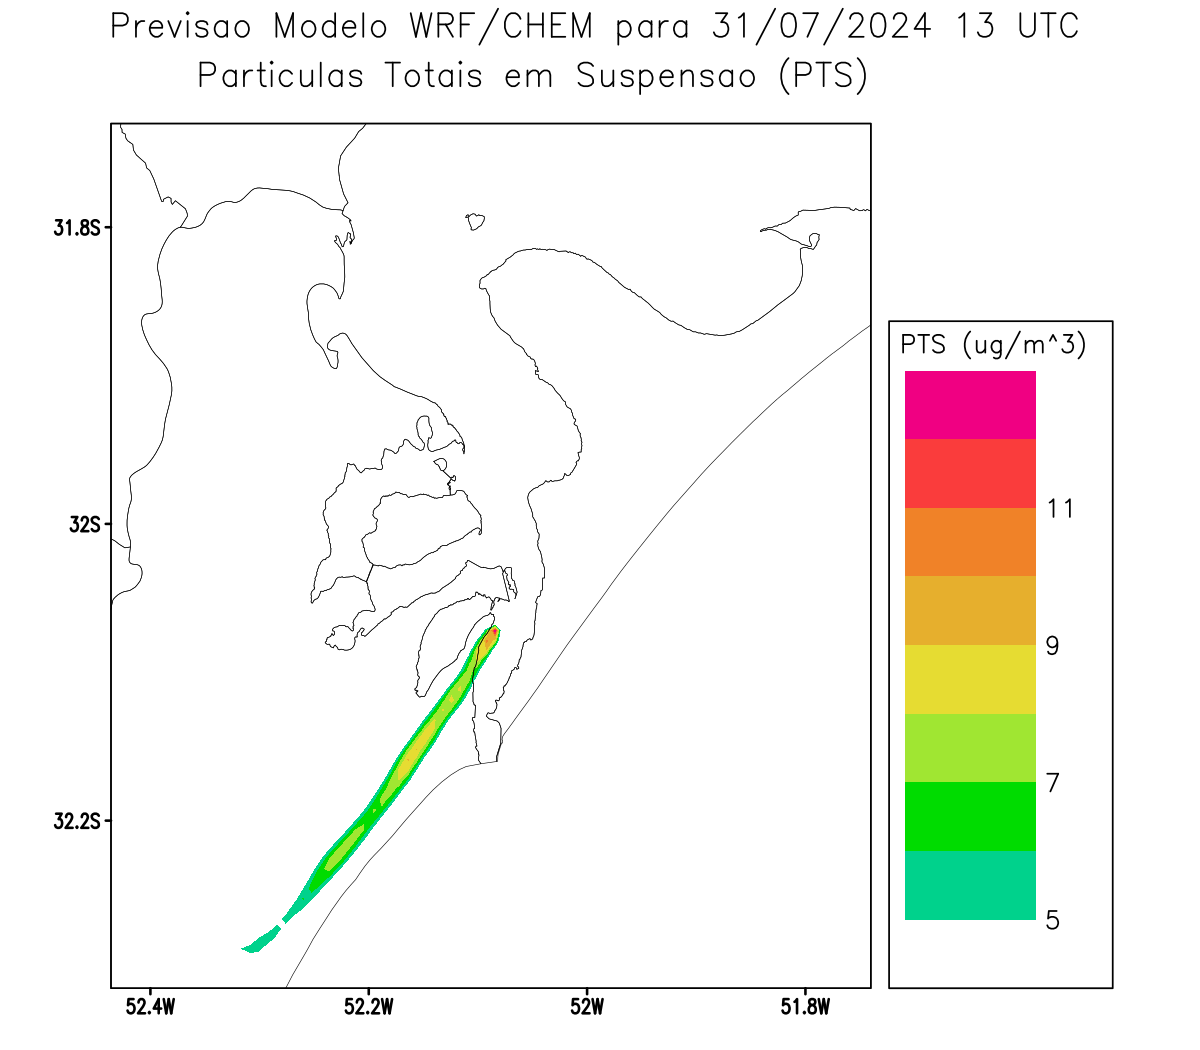 Previsao Modelo WRF/CHEM para 31/07/2024 13 UTC
Particulas Totais em Suspensao (PTS)
31.8S
32S
32.2S
52.4W
52.2W
52W
51.8W
PTS (ug/m^3)
11
9
7
5